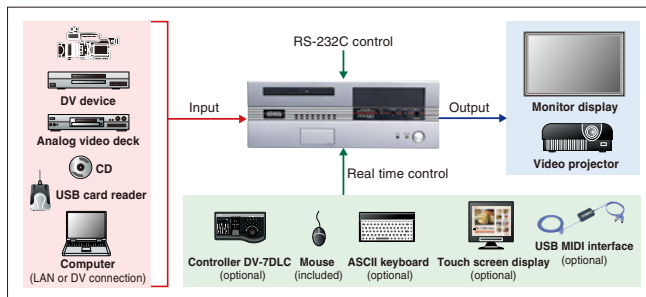 RS-232C control
Input
Output
DV device
Analog video deck
CD
USB card reader
Computer
(LAN or DV connection)
Monitor display
Video projector
Real time control
Controller DV-7DLC
(optional)
Mouse
(included)
ASCII keyboard
(optional)
Touch screen display
(optional)
USB MIDI interface
(optional)